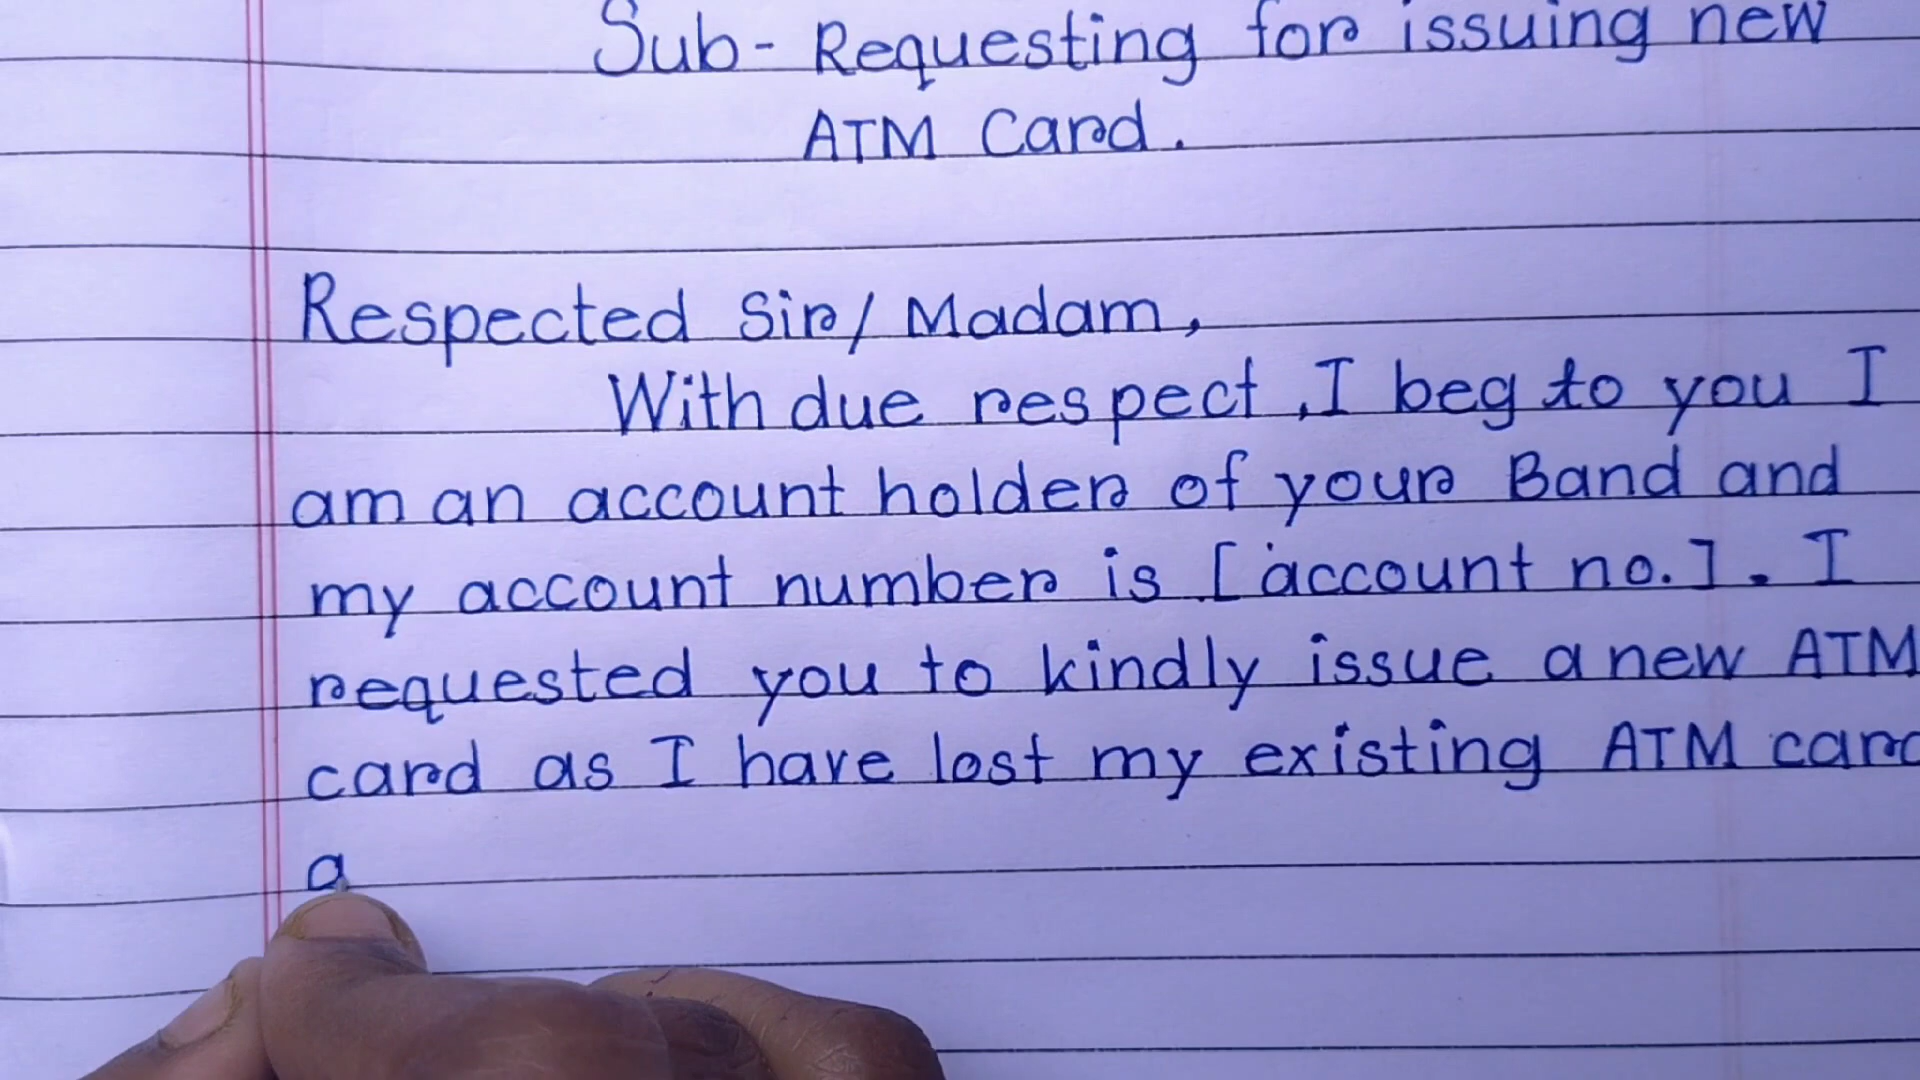 Sub- Requesting for issuing new
ATM Card.
Respected Sir/ Madam,
With due respect, I beg to you I
am an account holder of your Band and
my account number is [account no.]. I
requested you to kindly issue a new ATM
card as I have lost my existing ATM card
a